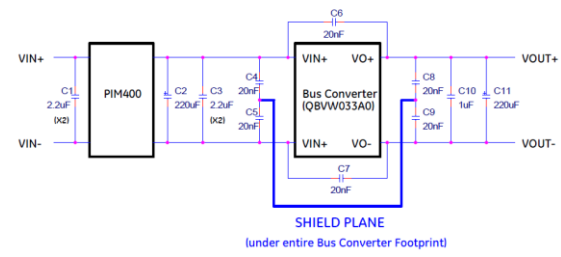 C6
20nF
VIN+
VIN+ VO+
VOUT+
C1
2.2uF
(X2)
PIM400
C2
220uF
C3
2.2uF
(X2)
C4
20nF
C5
20nF
Bus Converter
(QBVW033A0)
C8
20nF
C9
20nF
C10
1uF
C11
220uF
VIN-
VIN+ VO-
VOUT-
C7
20nF
SHIELD PLANE
(under entire Bus Converter Footprint)